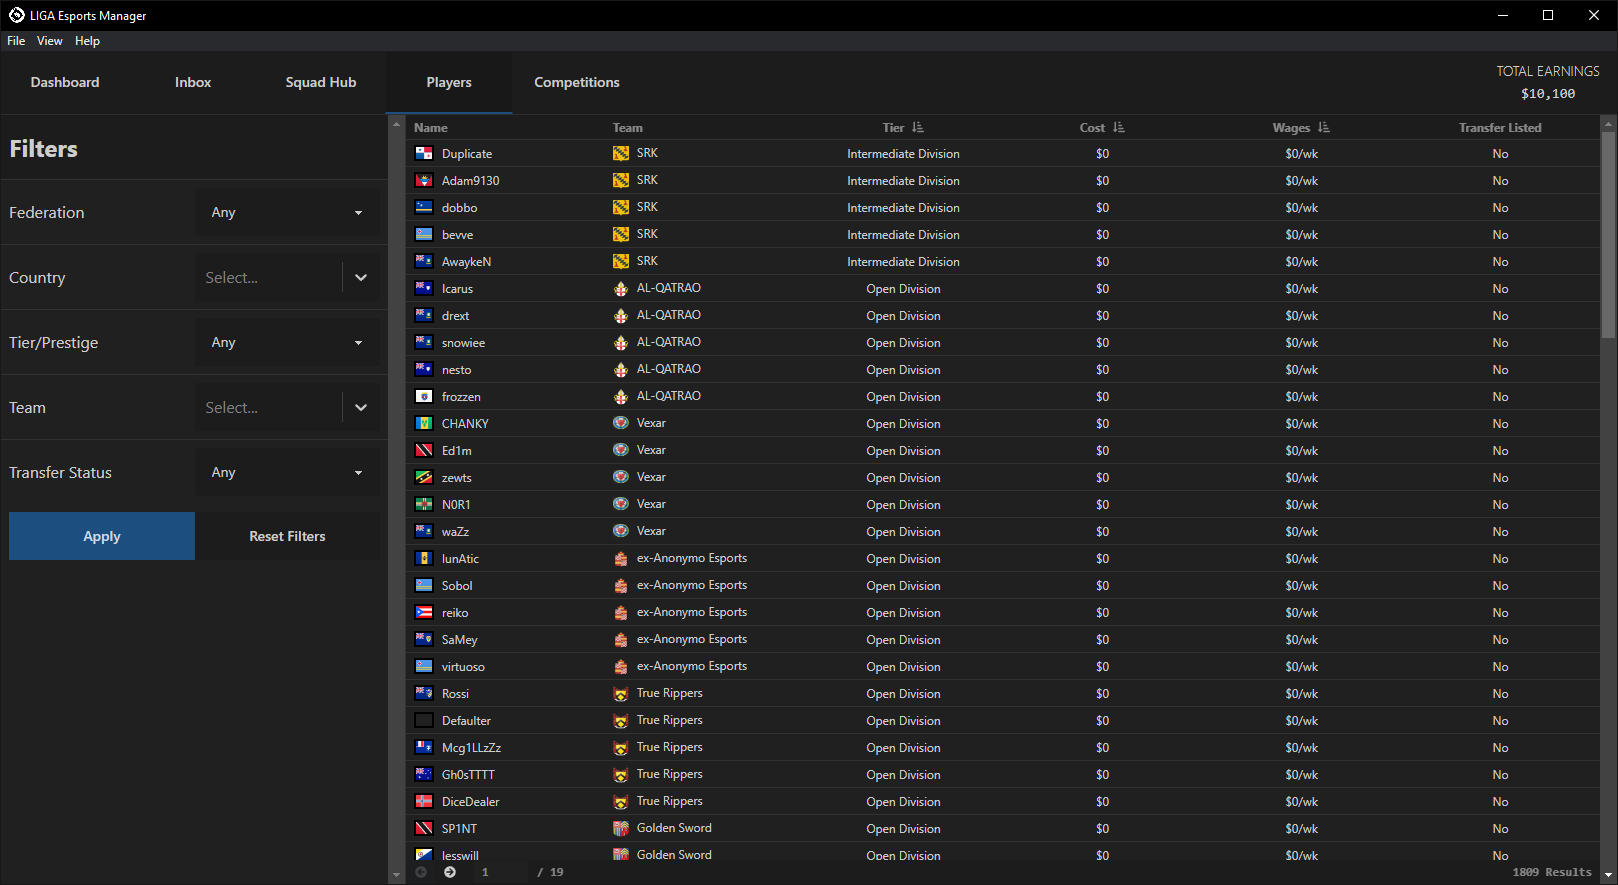 LIGA Esports Manager
File View Help
Dashboard Inbox Squad Hub Players Competitions
TOTAL EARNINGS
$10,100
Filters
Federation Any
Country Select...
Tier/Prestige Any
Team Select...
Transfer Status Any
Apply Reset Filters
Name Team Tier Cost Wages Transfer Listed
Duplicate SRK Intermediate Division $0 $0/wk No
Adam9130 SRK Intermediate Division $0 $0/wk No
dobbo SRK Intermediate Division $0 $0/wk No
bevve SRK Intermediate Division $0 $0/wk No
AwaykeN SRK Intermediate Division $0 $0/wk No
Icarus AL-QATRAO Open Division $0 $0/wk No
drext AL-QATRAO Open Division $0 $0/wk No
snowiee AL-QATRAO Open Division $0 $0/wk No
nesto AL-QATRAO Open Division $0 $0/wk No
frozzen AL-QATRAO Open Division $0 $0/wk No
CHANKY Vexar Open Division $0 $0/wk No
Ed1m Vexar Open Division $0 $0/wk No
zewts Vexar Open Division $0 $0/wk No
N0R1 Vexar Open Division $0 $0/wk No
waZz Vexar Open Division $0 $0/wk No
lunAtic ex-Anonymo Esports Open Division $0 $0/wk No
Sobol ex-Anonymo Esports Open Division $0 $0/wk No
reiko ex-Anonymo Esports Open Division $0 $0/wk No
SaMey ex-Anonymo Esports Open Division $0 $0/wk No
virtuoso ex-Anonymo Esports Open Division $0 $0/wk No
Rossi True Rippers Open Division $0 $0/wk No
Defaulter True Rippers Open Division $0 $0/wk No
Mcg1LLzZz True Rippers Open Division $0 $0/wk No
Gh0sTTTT True Rippers Open Division $0 $0/wk No
DiceDealer True Rippers Open Division $0 $0/wk No
SP1NT Golden Sword Open Division $0 $0/wk No
lesswill Golden Sword Open Division $0 $0/wk No
1 / 19 1809 Results